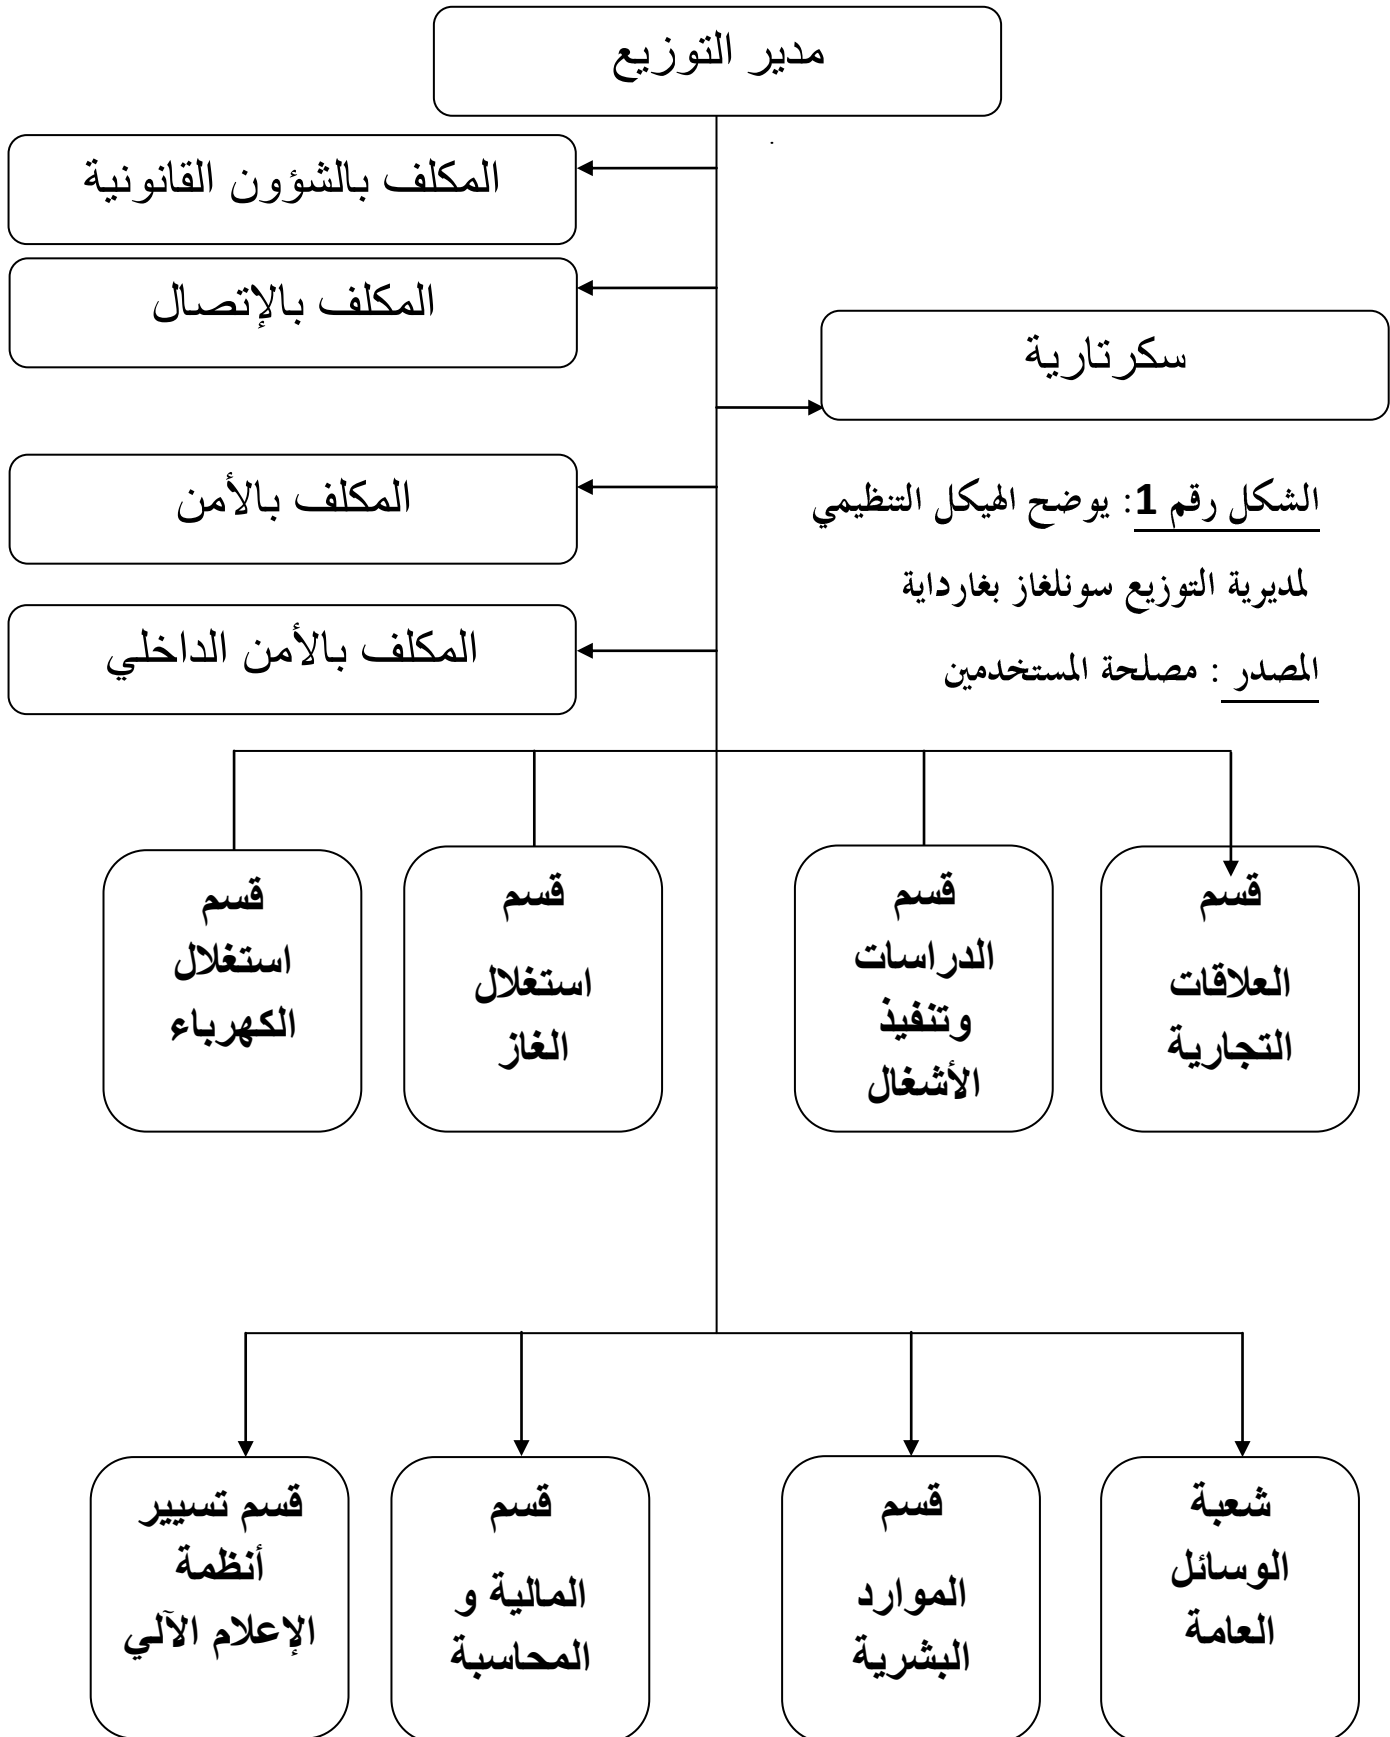 مدير التوزيع
المكلف بالشؤون القانونية
المكلف بالإتصال
سكرتارية
المكلف بالأمن
الشكل رقم 1: يوضح الهيكل التنظيمي
لمديرية التوزيع سونلغاز بغارداية
المصدر : مصلحة المستخدمين
المكلف بالأمن الداخلي
قسم
العلاقات
التجارية
قسم
الدراسات
وتنفيذ
الأشغال
قسم
استغلال
الغاز
قسم
استغلال
الكهرباء
شعبة
الوسائل
العامة
قسم
الموارد
البشرية
قسم
المالية و
المحاسبة
قسم تسيير
أنظمة
الإعلام الآلي